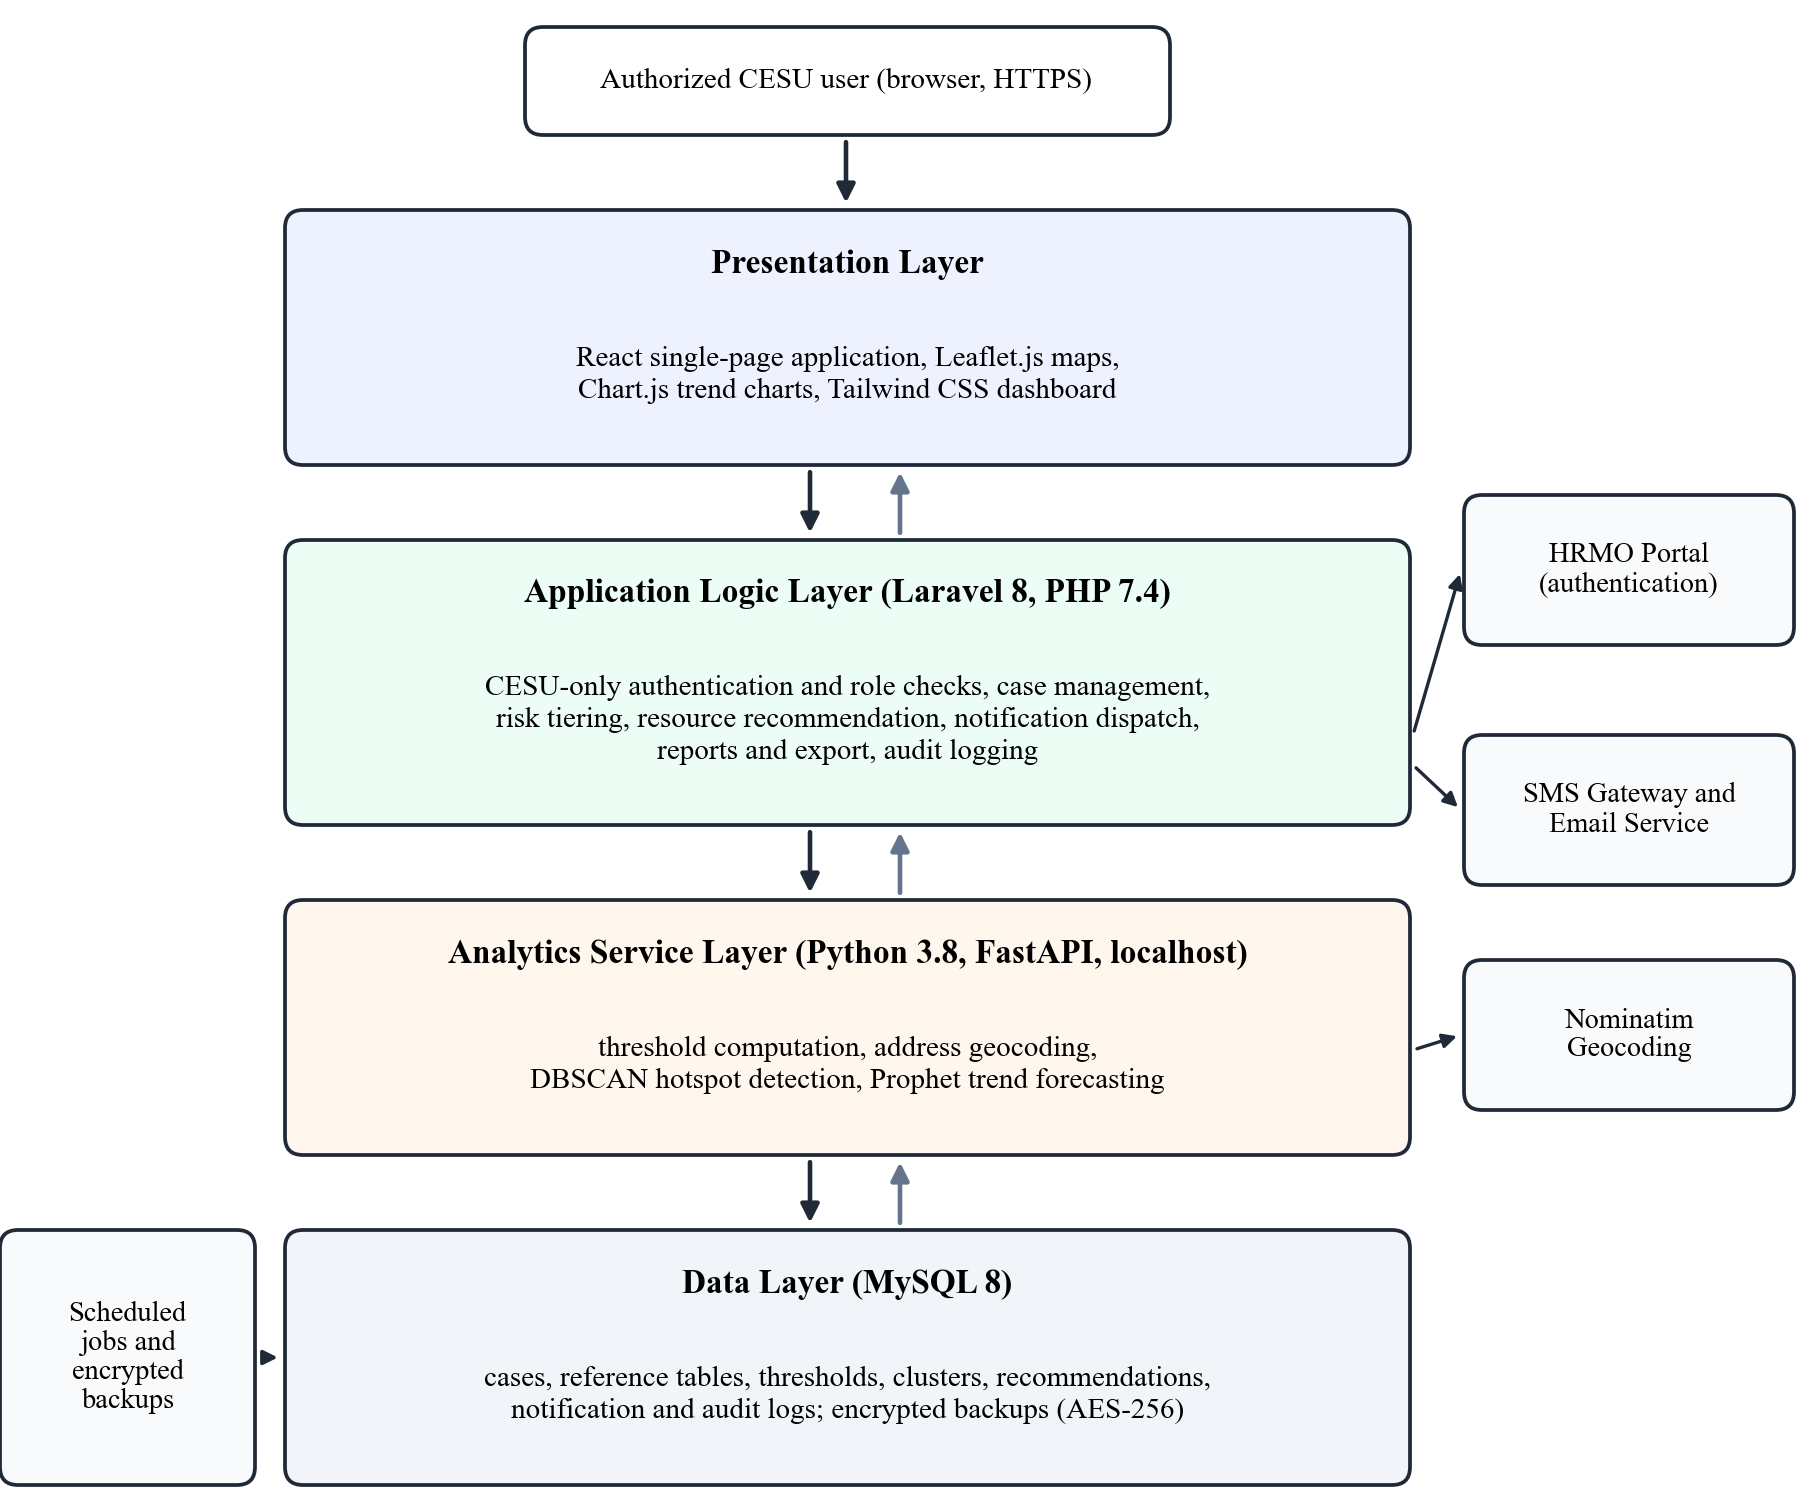 Authorized CESU user (browser, HTTPS)
Presentation Layer
React single-page application, Leaflet.js maps,
Chart.js trend charts, Tailwind CSS dashboard
Application Logic Layer (Laravel 8, PHP 7.4)
CESU-only authentication and role checks, case management,
risk tiering, resource recommendation, notification dispatch,
reports and export, audit logging
HRMO Portal
(authentication)
SMS Gateway and
Email Service
Analytics Service Layer (Python 3.8, FastAPI, localhost)
threshold computation, address geocoding,
DBSCAN hotspot detection, Prophet trend forecasting
Nominatim
Geocoding
Scheduled
jobs and
encrypted
backups
Data Layer (MySQL 8)
cases, reference tables, thresholds, clusters, recommendations,
notification and audit logs; encrypted backups (AES-256)